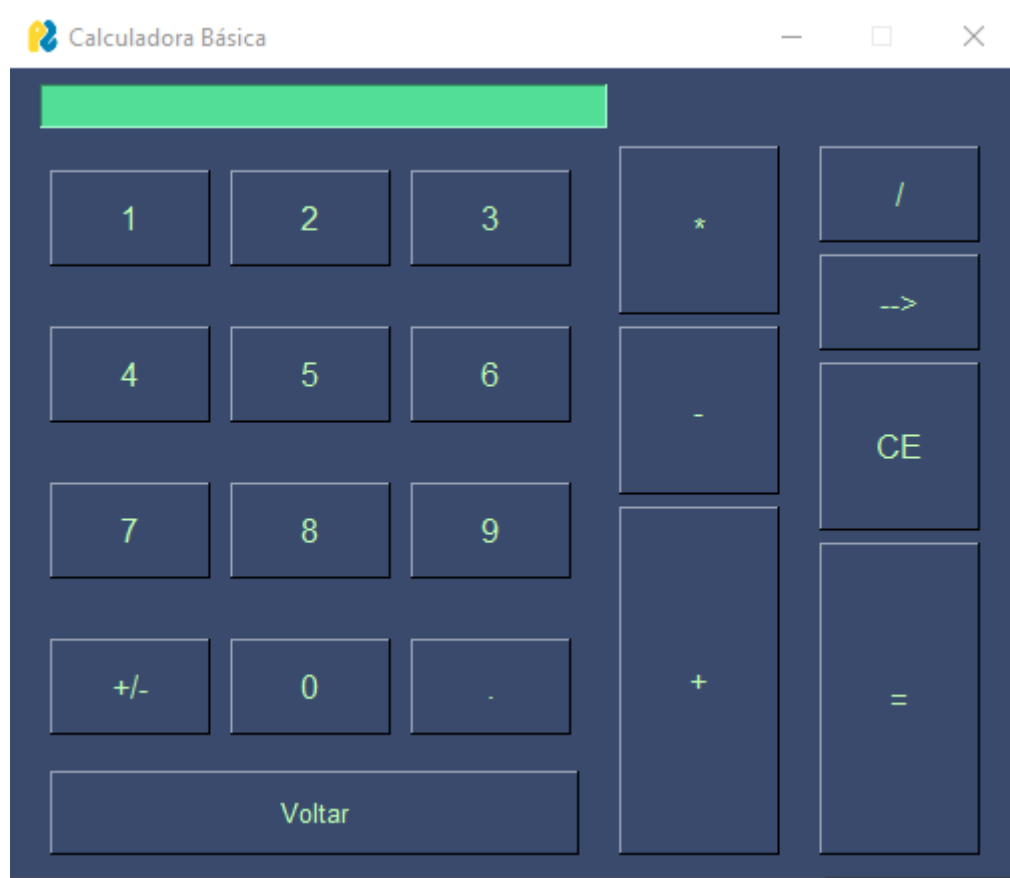 Calculadora Básica
1 2 3 * /
-->
4 5 6 -
CE
7 8 9
+/- 0 . + =
Voltar